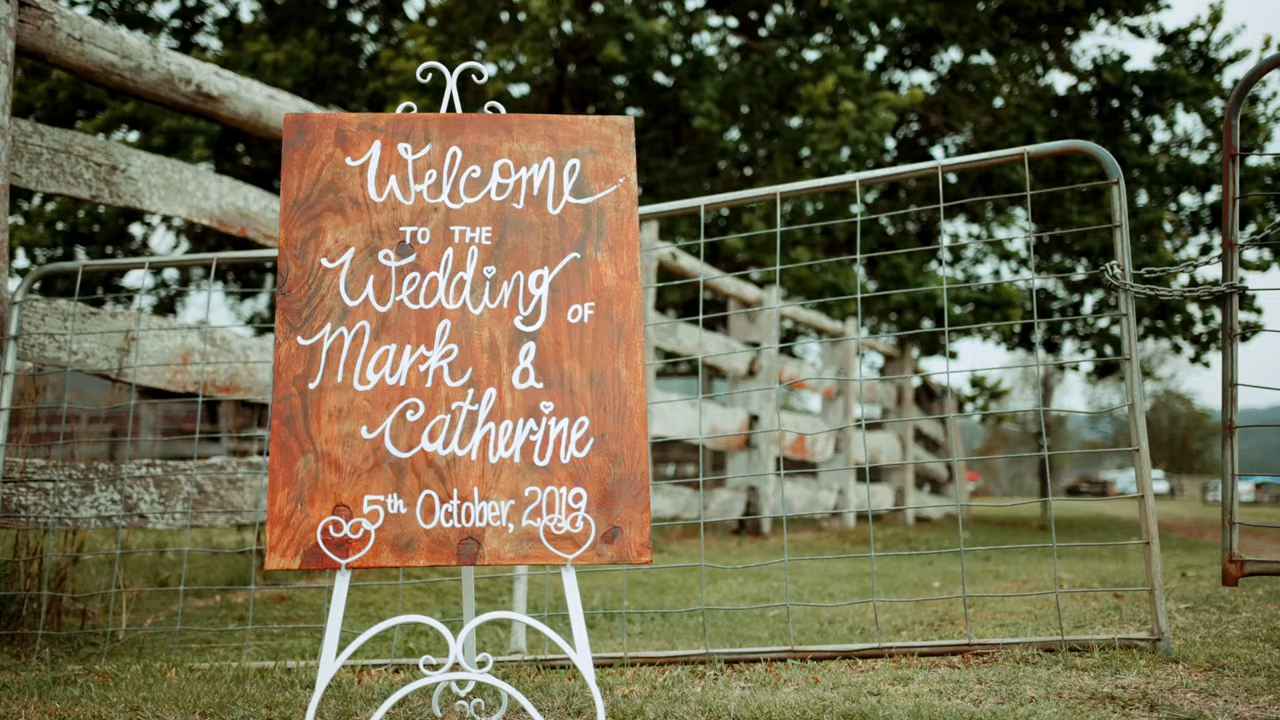 Welcome
TO THE
Wedding OF
Mark &
Catherine
5th October, 2019